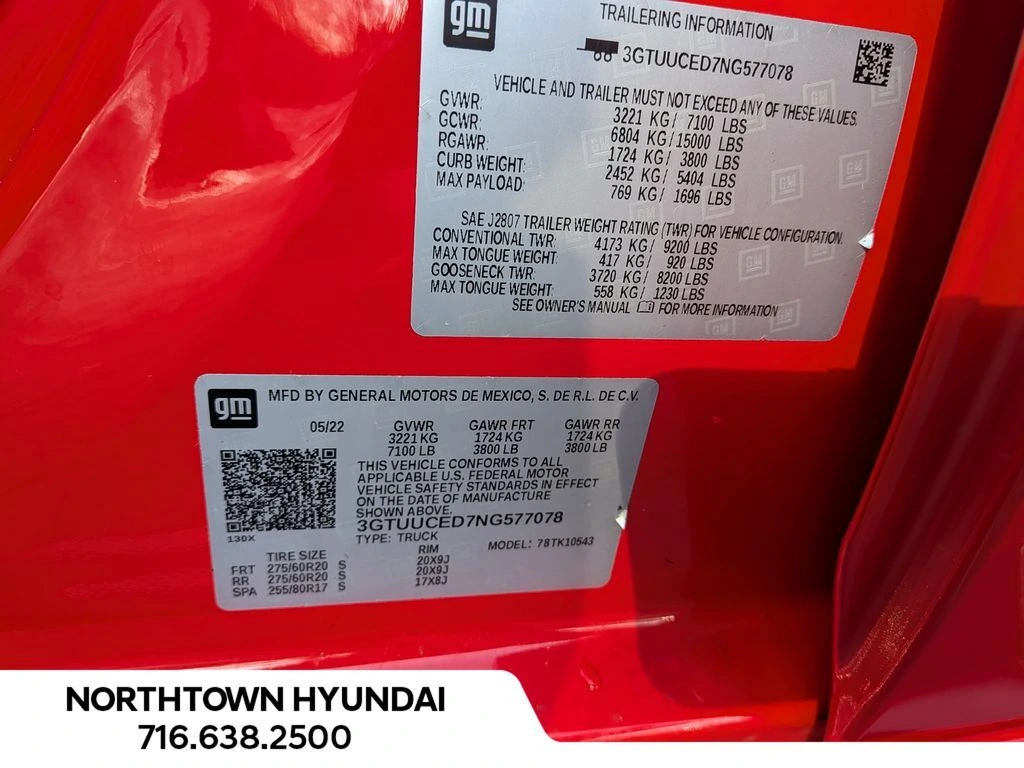 gm
TRAILERING INFORMATION
3GTUUCED7NG577078
VEHICLE AND TRAILER MUST NOT EXCEED ANY OF THESE VALUES.
GVWR: 3221 KG/ 7100 LBS
GCWR: 6804 KG/15000 LBS
RGAWR: 1724 KG/ 3800 LBS
CURB WEIGHT: 2452 KG/ 5404 LBS
MAX PAYLOAD: 769 KG/ 1696 LBS
SAE J2807 TRAILER WEIGHT RATING (TWR) FOR VEHICLE CONFIGURATION.
CONVENTIONAL TWR: 4173 KG/ 9200 LBS
MAX TONGUE WEIGHT: 417 KG/ 920 LBS
GOOSENECK TWR: 3720 KG/ 8200 LBS
MAX TONGUE WEIGHT: 558 KG/ 1230 LBS
SEE OWNER'S MANUAL FOR MORE INFORMATION
gm
MFD BY GENERAL MOTORS DE MEXICO, S. DE R.L. DE C.V.
05/22 GVWR GAWR FRT GAWR RR
3221 KG 1724 KG 1724 KG
7100 LB 3800 LB 3800 LB
THIS VEHICLE CONFORMS TO ALL
APPLICABLE U.S. FEDERAL MOTOR
VEHICLE SAFETY STANDARDS IN EFFECT
ON THE DATE OF MANUFACTURE
SHOWN ABOVE.
3GTUUCED7NG577078
130X
TYPE: TRUCK MODEL: 78TK10543
TIRE SIZE RIM
FRT 275/60R20 S 20X9J
RR 275/60R20 S 20X9J
SPA 255/80R17 S 17X8J
NORTHTOWN HYUNDAI
716.638.2500